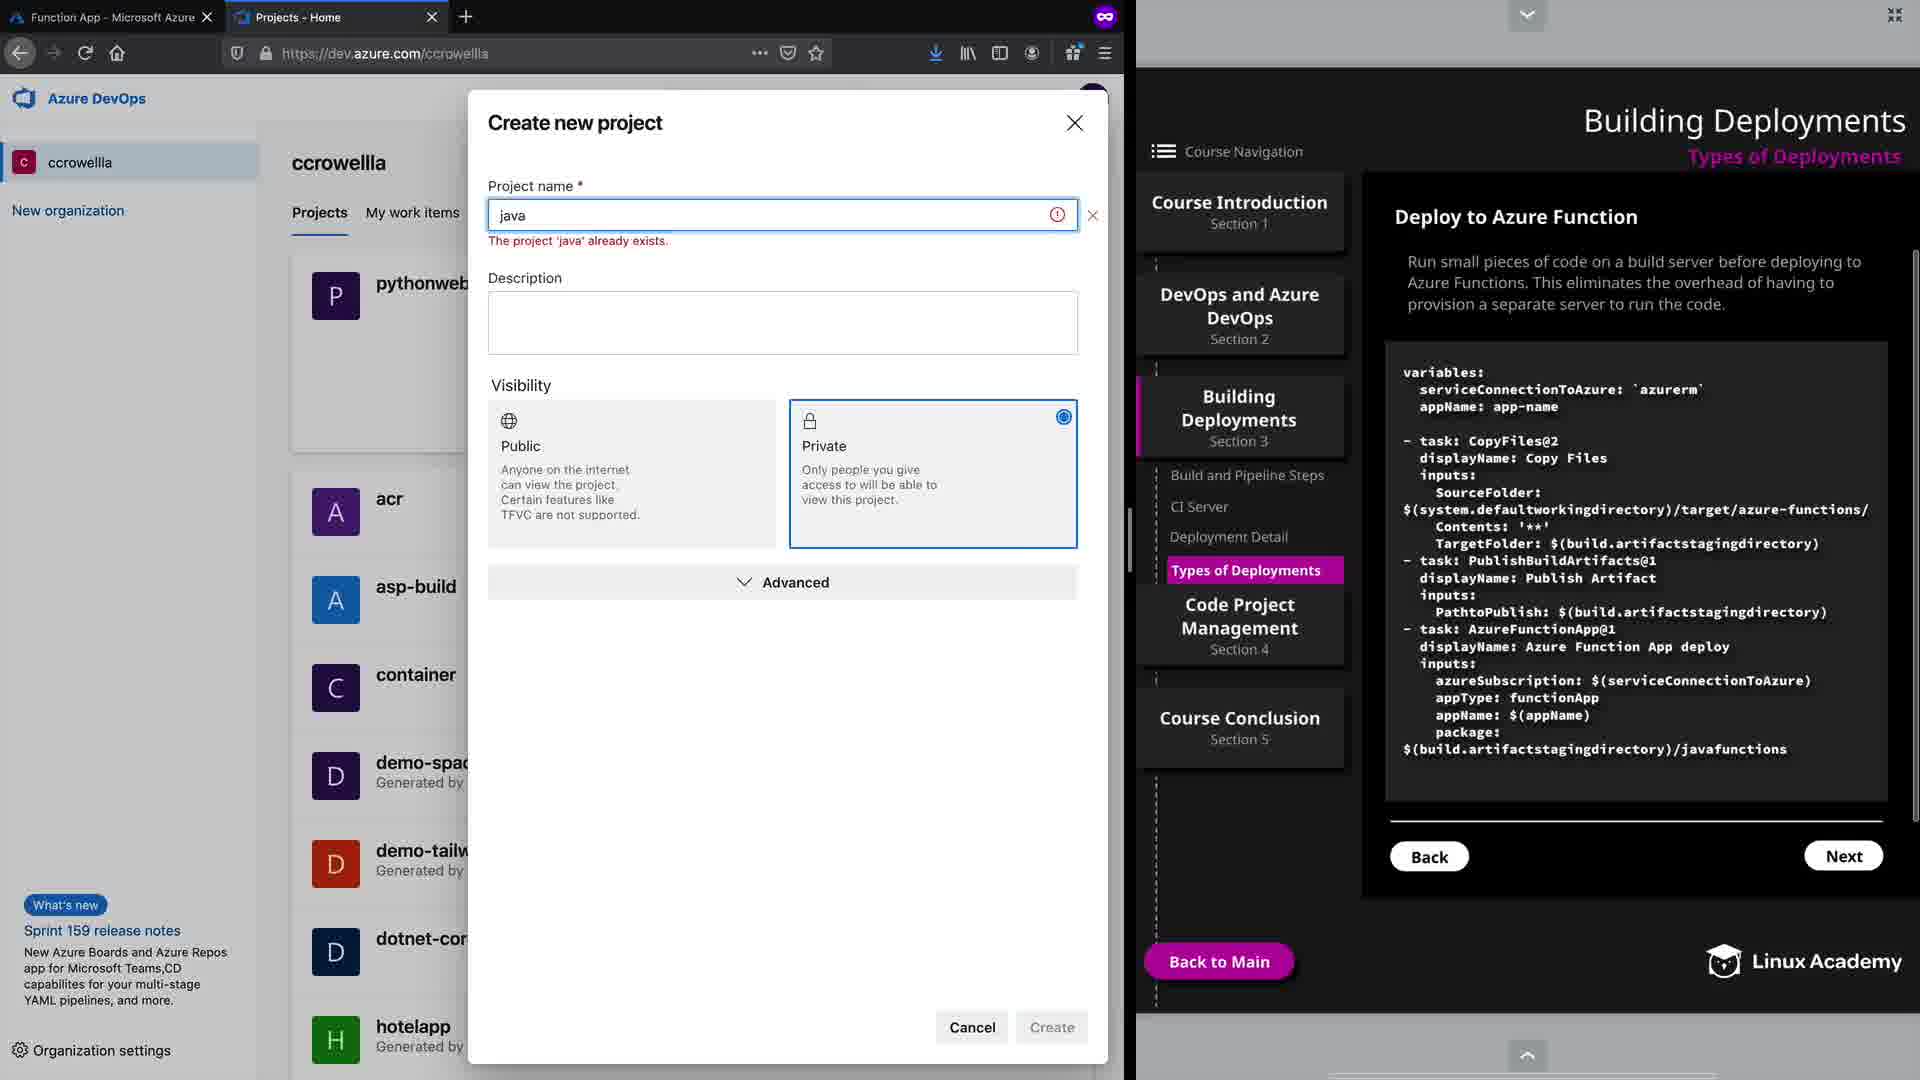 Function App - Microsoft Azure
Projects - Home
https://dev.azure.com/ccrowellla
Azure DevOps
C ccrowellla
New organization
ccrowellla
Projects My work items
P pythonweb
A acr
A asp-build
C container
D demo-spac
Generated by
D demo-tailw
Generated by
D dotnet-cor
H hotelapp
Generated by
What's new
Sprint 159 release notes
New Azure Boards and Azure Repos
app for Microsoft Teams,CD
capabilites for your multi-stage
YAML pipelines, and more.
Organization settings
Create new project
Project name *
java
The project 'java' already exists.
Description
Visibility
Public
Anyone on the internet
can view the project.
Certain features like
TFVC are not supported.
Private
Only people you give
access to will be able to
view this project.
Advanced
Cancel
Create
Building Deployments
Types of Deployments
Course Navigation
Course Introduction
Section 1
DevOps and Azure
DevOps
Section 2
Building
Deployments
Section 3
Build and Pipeline Steps
CI Server
Deployment Detail
Types of Deployments
Code Project
Management
Section 4
Course Conclusion
Section 5
Back to Main
Deploy to Azure Function
Run small pieces of code on a build server before deploying to
Azure Functions. This eliminates the overhead of having to
provision a separate server to run the code.
variables:
serviceConnectionToAzure: `azurerm`
appName: app-name
- task: CopyFiles@2
displayName: Copy Files
inputs:
SourceFolder:
$(system.defaultworkingdirectory)/target/azure-functions/
Contents: '**'
TargetFolder: $(build.artifactstagingdirectory)
- task: PublishBuildArtifacts@1
displayName: Publish Artifact
inputs:
PathtoPublish: $(build.artifactstagingdirectory)
- task: AzureFunctionApp@1
displayName: Azure Function App deploy
inputs:
azureSubscription: $(serviceConnectionToAzure)
appType: functionApp
appName: $(appName)
package:
$(build.artifactstagingdirectory)/javafunctions
Back
Next
Linux Academy